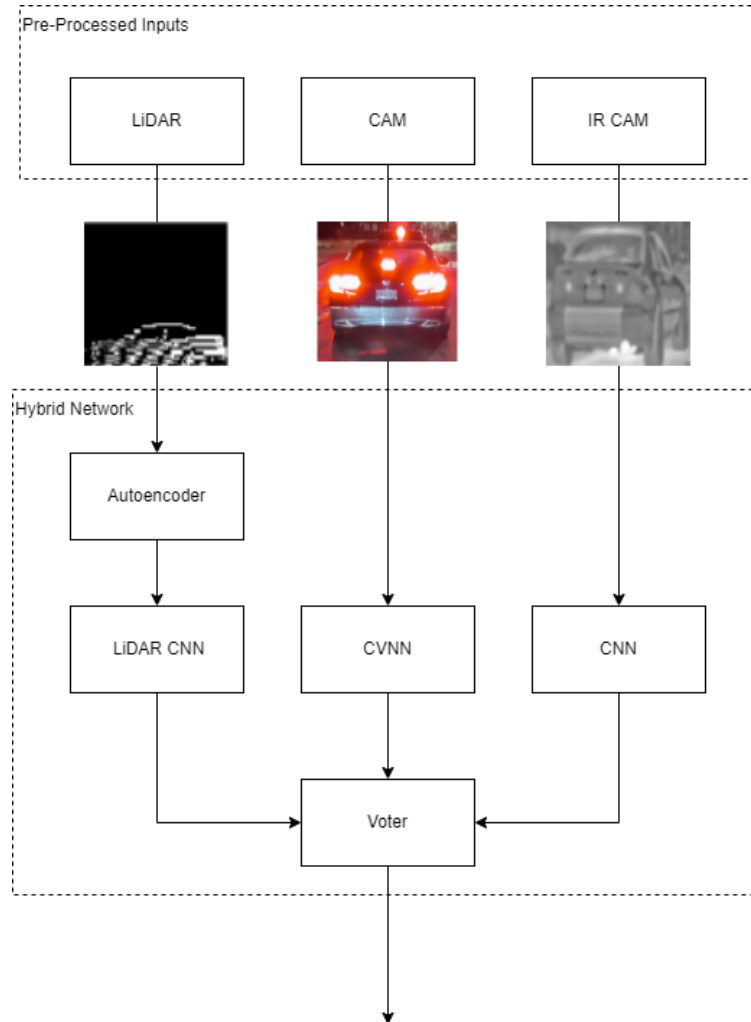 Pre-Processed Inputs
LiDAR
CAM
IR CAM
Hybrid Network
Autoencoder
LiDAR CNN
CVNN
CNN
Voter